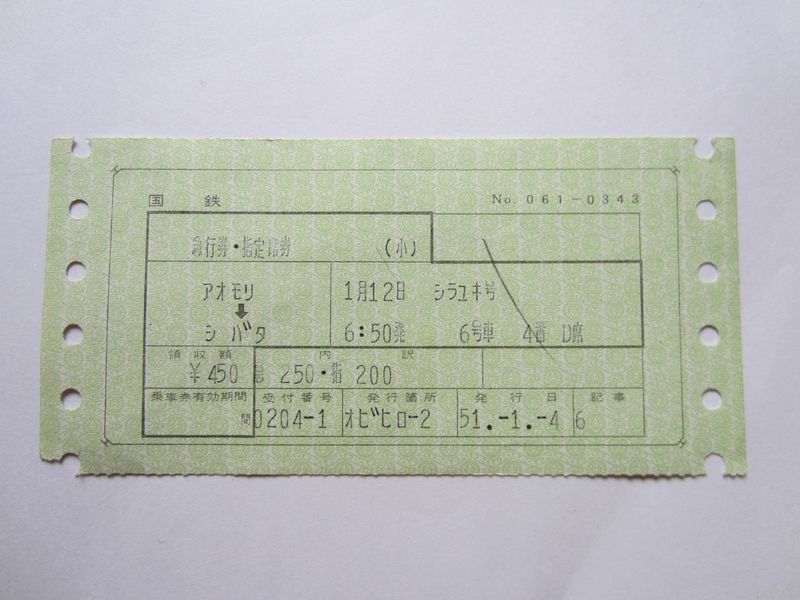 国鉄 No. 061-0343
急行券・指定席券 (小)
アオモリ 1月12日 シラユキ号
⬇
シバタ 6:50発 6号車 4番 D席
領収額 内訳
¥450 急 250・指 200
乗車券有効期間 受付番号 発行箇所 発行日 記事
間 0204-1 オビヒロ-2 51.-1.-4 6